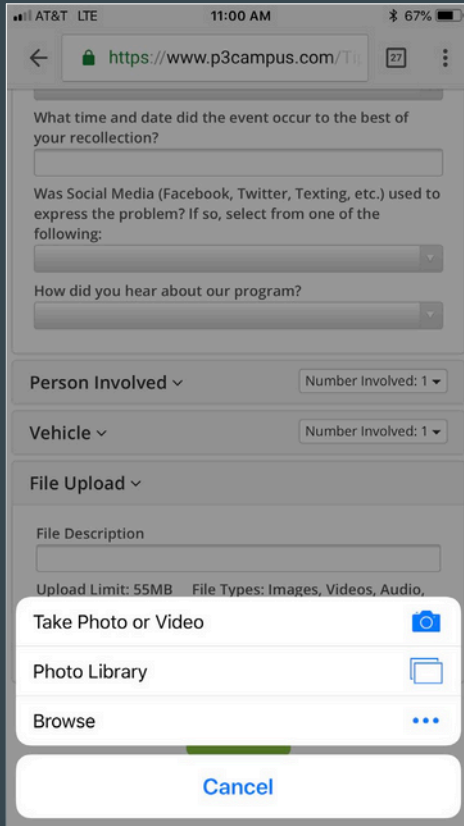 AT&T LTE 11:00 AM 67%
https://www.p3campus.com/Ti 27
What time and date did the event occur to the best of
your recollection?
Was Social Media (Facebook, Twitter, Texting, etc.) used to
express the problem? If so, select from one of the
following:
How did you hear about our program?
Person Involved Number Involved: 1
Vehicle Number Involved: 1
File Upload
File Description
Upload Limit: 55MB File Types: Images, Videos, Audio,
Take Photo or Video
Photo Library
Browse
Cancel